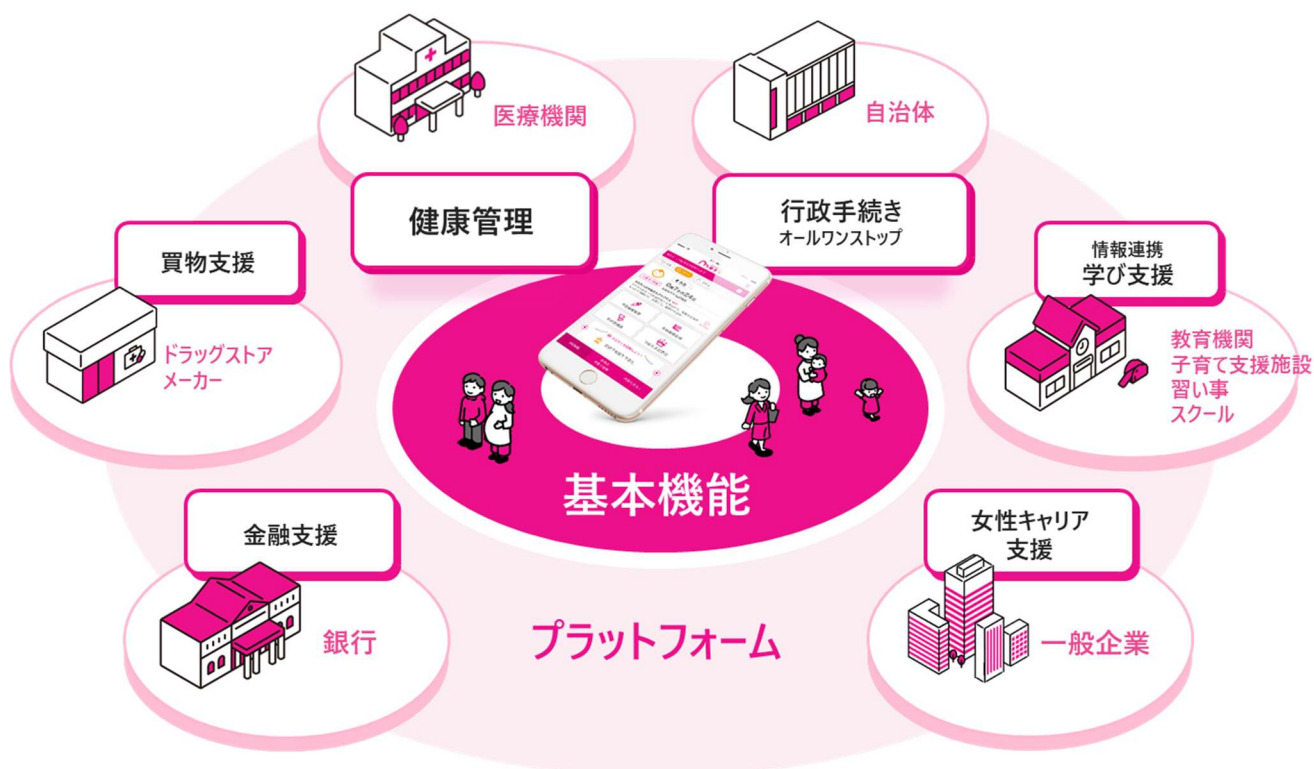 医療機関
自治体
健康管理
行政手続き
オールワンストップ
買物支援
情報連携
学び支援
ドラッグストア
メーカー
教育機関
子育て支援施設
習い事
スクール
基本機能
金融支援
女性キャリア
支援
銀行
プラットフォーム
一般企業